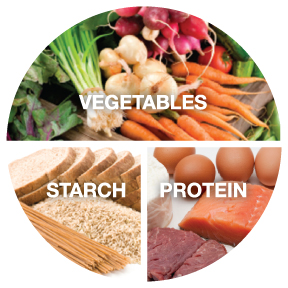 VEGETABLES
STARCH
PROTEIN